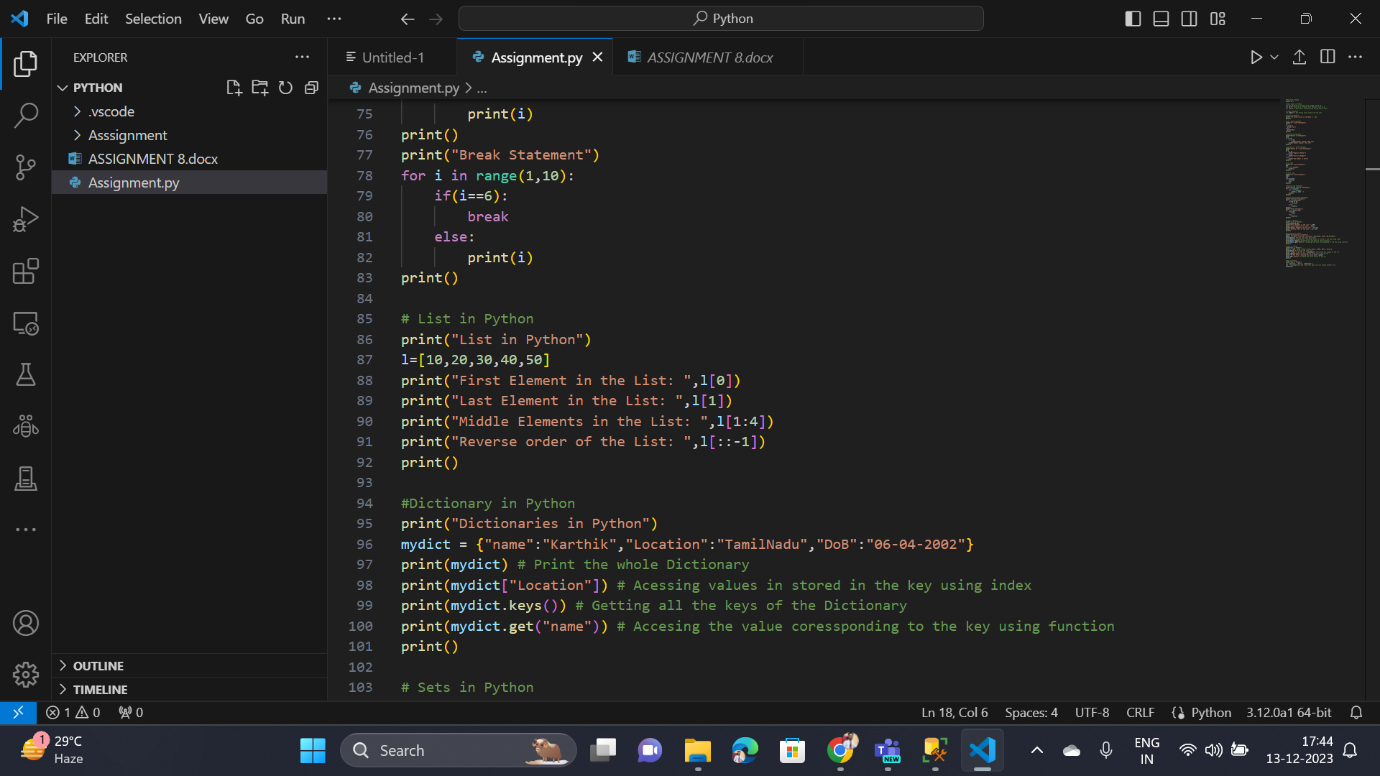 File Edit Selection View Go Run ··· Python
EXPLORER ···
PYTHON
.vscode
Asssignment
ASSIGNMENT 8.docx
Assignment.py
OUTLINE
TIMELINE
Untitled-1 Assignment.py ASSIGNMENT 8.docx
Assignment.py > ...
75 print(i)
76 print()
77 print("Break Statement")
78 for i in range(1,10):
79 if(i==6):
80 break
81 else:
82 print(i)
83 print()
84
85 # List in Python
86 print("List in Python")
87 l=[10,20,30,40,50]
88 print("First Element in the List: ",l[0])
89 print("Last Element in the List: ",l[1])
90 print("Middle Elements in the List: ",l[1:4])
91 print("Reverse order of the List: ",l[::-1])
92 print()
93
94 #Dictionary in Python
95 print("Dictionaries in Python")
96 mydict = {"name":"Karthik","Location":"TamilNadu","DoB":"06-04-2002"}
97 print(mydict) # Print the whole Dictionary
98 print(mydict["Location"]) # Acessing values in stored in the key using index
99 print(mydict.keys()) # Getting all the keys of the Dictionary
100 print(mydict.get("name")) # Accesing the value coressponding to the key using function
101 print()
102
103 # Sets in Python
1 0 0 Ln 18, Col 6 Spaces: 4 UTF-8 CRLF Python 3.12.0a1 64-bit
1 29°C
Haze
Search
NEW
ENG
IN
17:44
13-12-2023